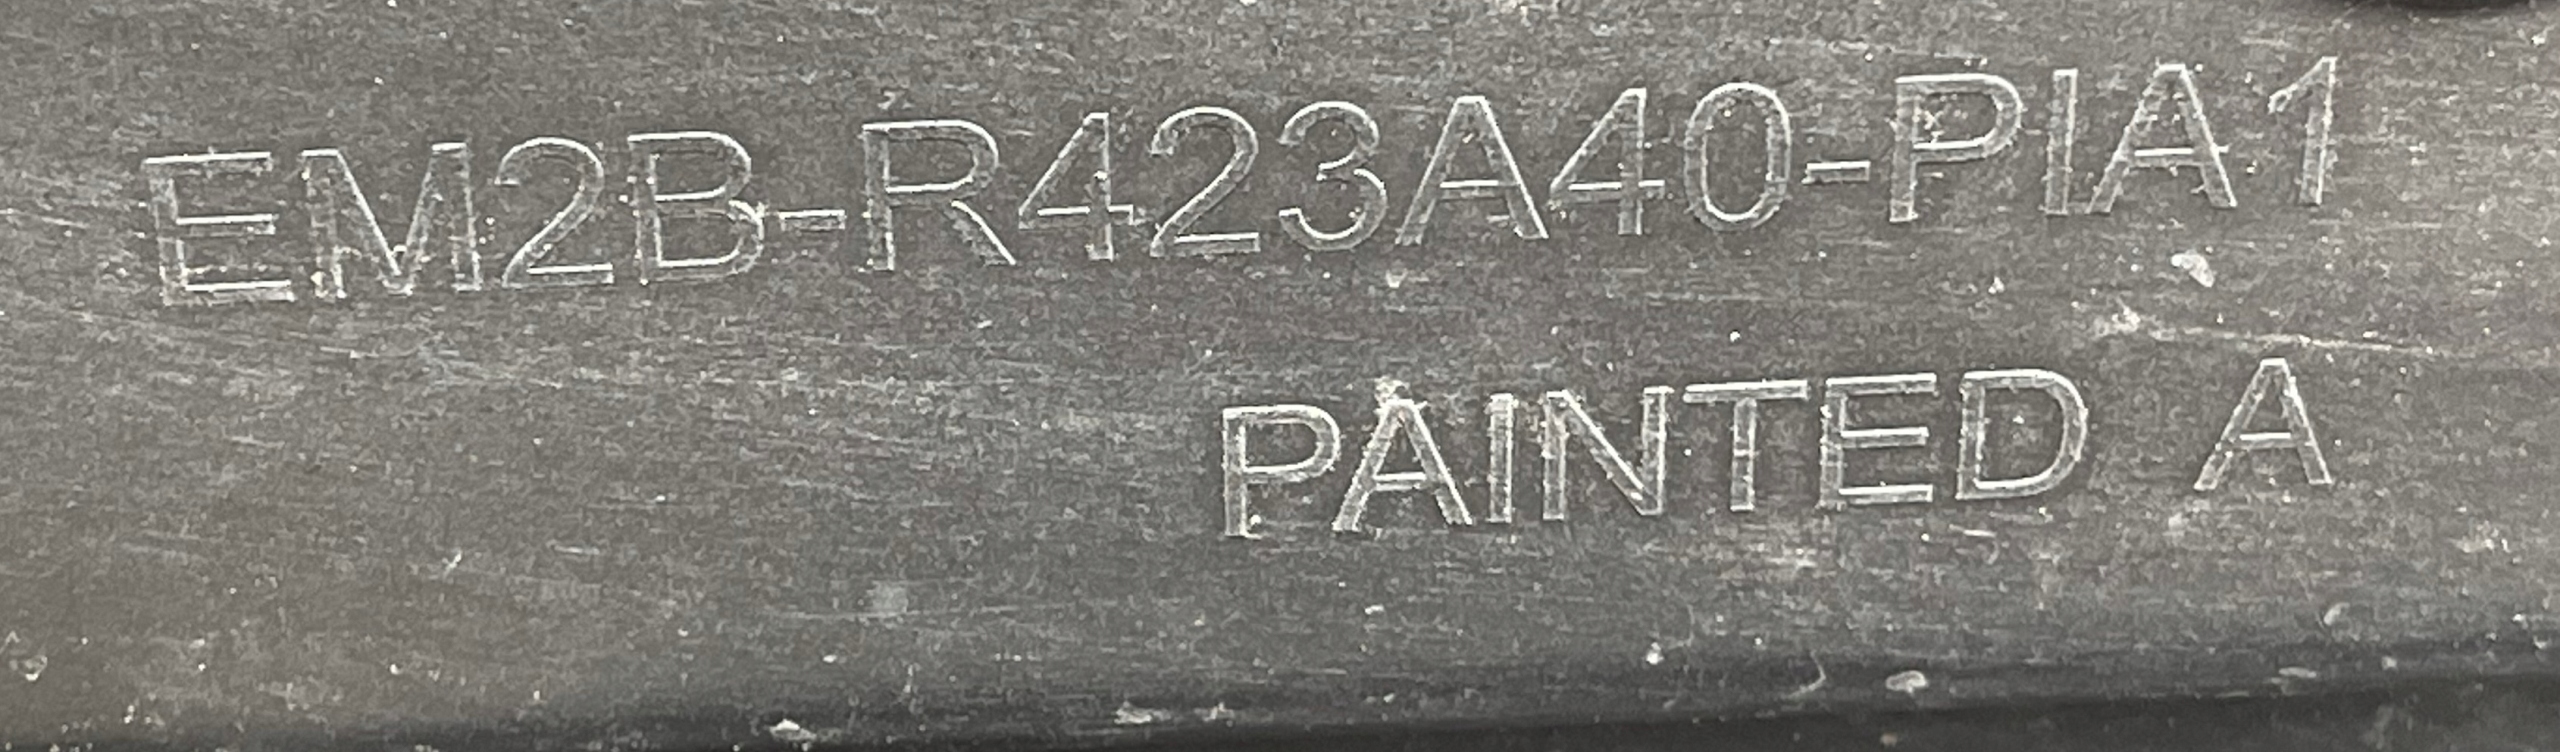 EM2B-R423A40-PIA1
PAINTED A